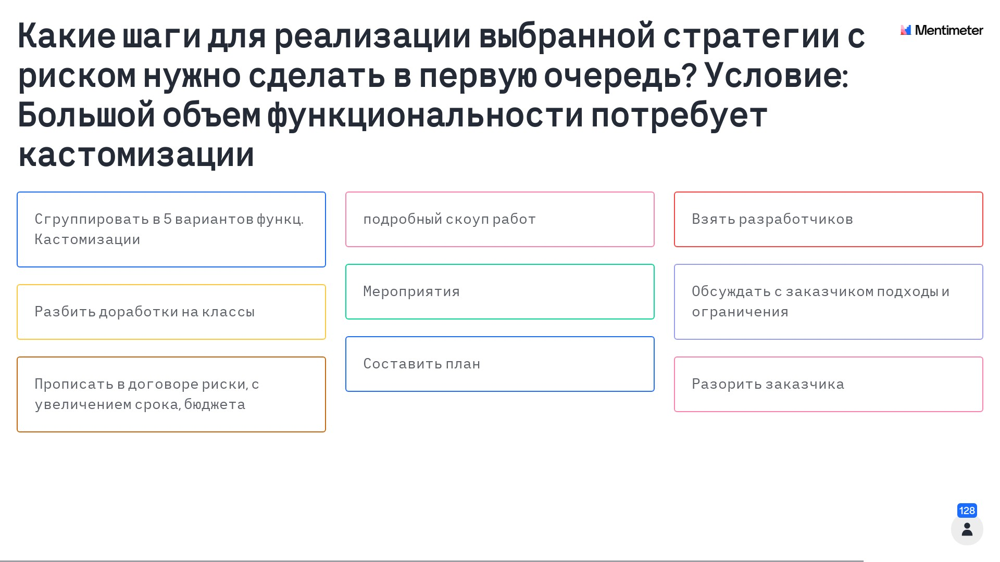 Какие шаги для реализации выбранной стратегии с
риском нужно сделать в первую очередь? Условие:
Большой объем функциональности потребует
кастомизации
Mentimeter
Сгруппировать в 5 вариантов функц.
Кастомизации
Разбить доработки на классы
Прописать в договоре риски, с
увеличением срока, бюджета
подробный скоуп работ
Мероприятия
Составить план
Взять разработчиков
Обсуждать с заказчиком подходы и
ограничения
Разорить заказчика
128